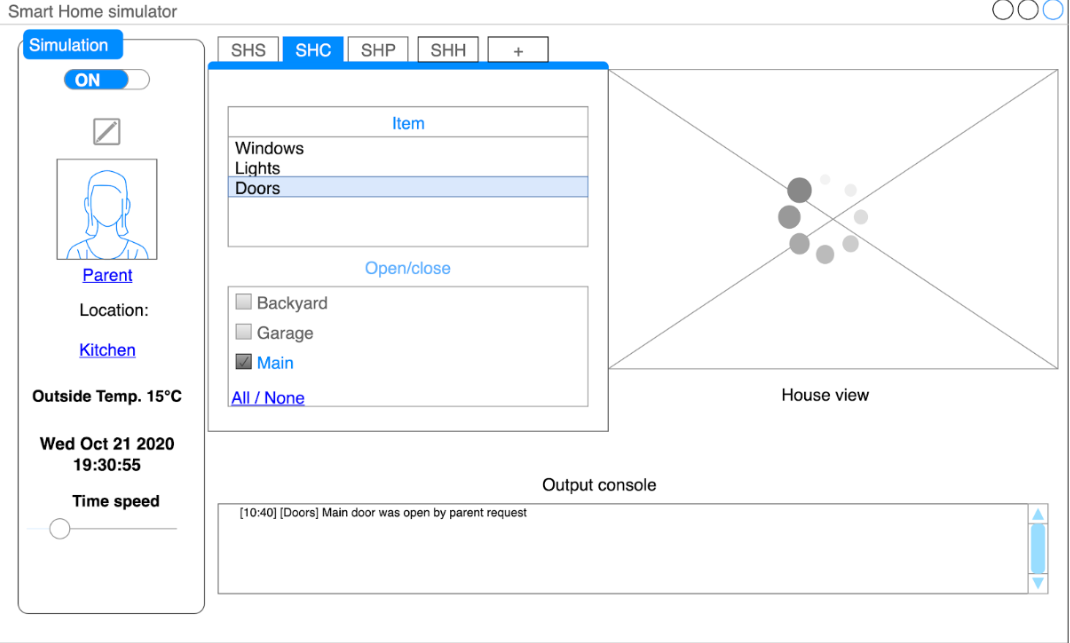 Smart Home simulator
Simulation
ON
Parent
Location:
Kitchen
Outside Temp. 15°C
Wed Oct 21 2020
19:30:55
Time speed
SHS SHC SHP SHH +
Item
Windows
Lights
Doors
Open/close
Backyard
Garage
Main
All / None
House view
Output console
[10:40] [Doors] Main door was open by parent request